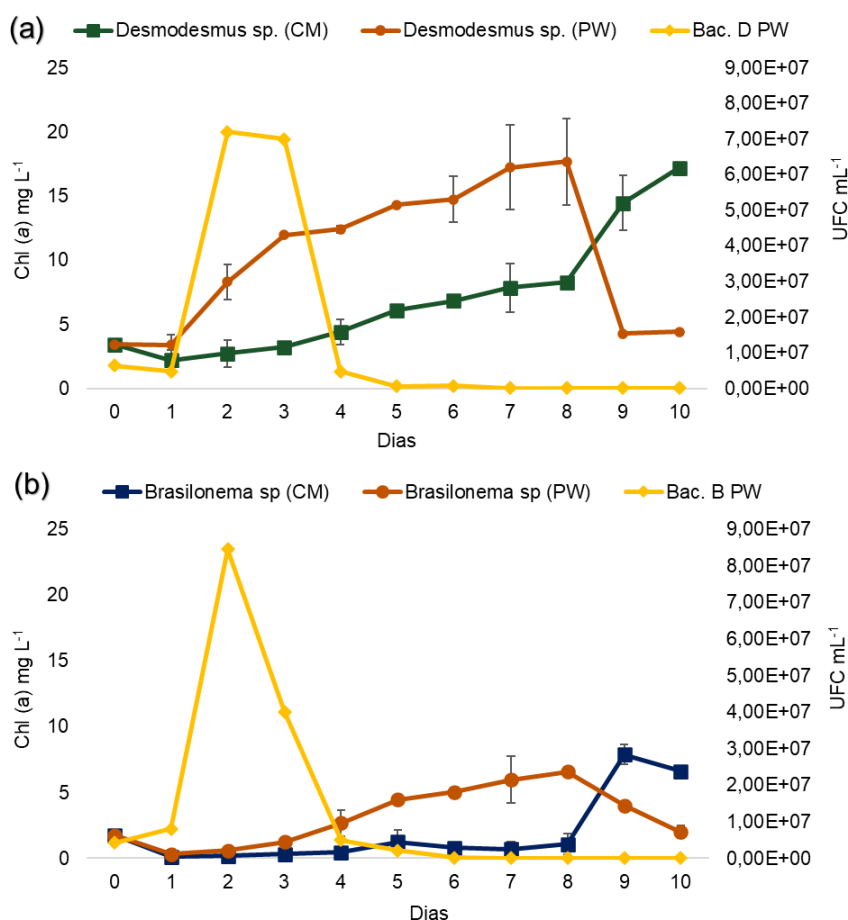 (a)
Desmodesmus sp. (CM) Desmodesmus sp. (PW) Bac. D PW
25 9,00E+07
8,00E+07
20 7,00E+07
6,00E+07
15 5,00E+07
10 4,00E+07
3,00E+07
5 2,00E+07
1,00E+07
0 0,00E+00
Chl (a) mg L-1
UFC mL-1
0 1 2 3 4 5 6 7 8 9 10
Dias
(b)
Brasilonema sp (CM) Brasilonema sp (PW) Bac. B PW
25 9,00E+07
8,00E+07
20 7,00E+07
6,00E+07
15 5,00E+07
10 4,00E+07
3,00E+07
5 2,00E+07
1,00E+07
0 0,00E+00
Chl (a) mg L-1
UFC mL-1
0 1 2 3 4 5 6 7 8 9 10
Dias